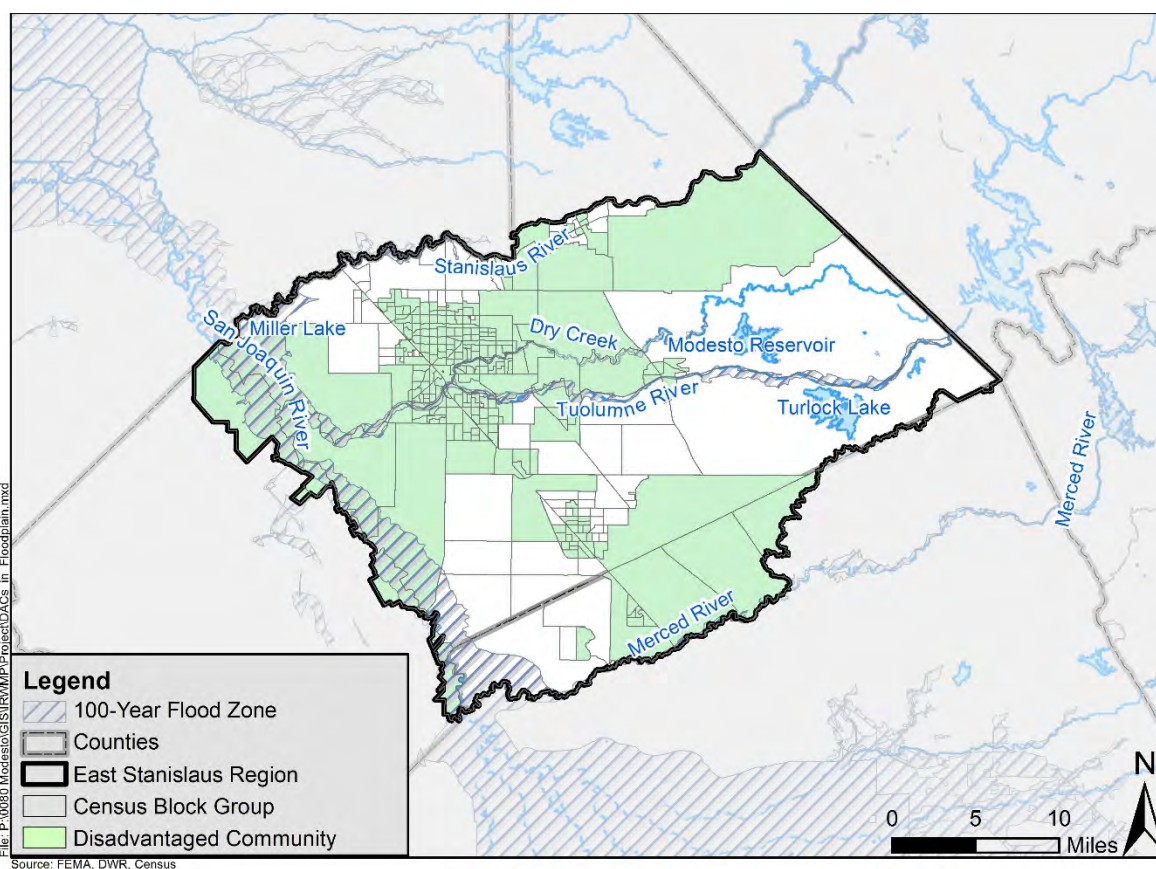 Stanislaus River
Miller Lake
San Joaquin River
Dry Creek
Modesto Reservoir
Tuolumne River
Turlock Lake
Merced River
Merced River
Legend
100-Year Flood Zone
Counties
East Stanislaus Region
Census Block Group
Disadvantaged Community
N
0 5 10
Miles
File: P:\0080 Modesto\GIS\IRWMP\Project\DACs in Floodplain.mxd
Source: FEMA, DWR, Census